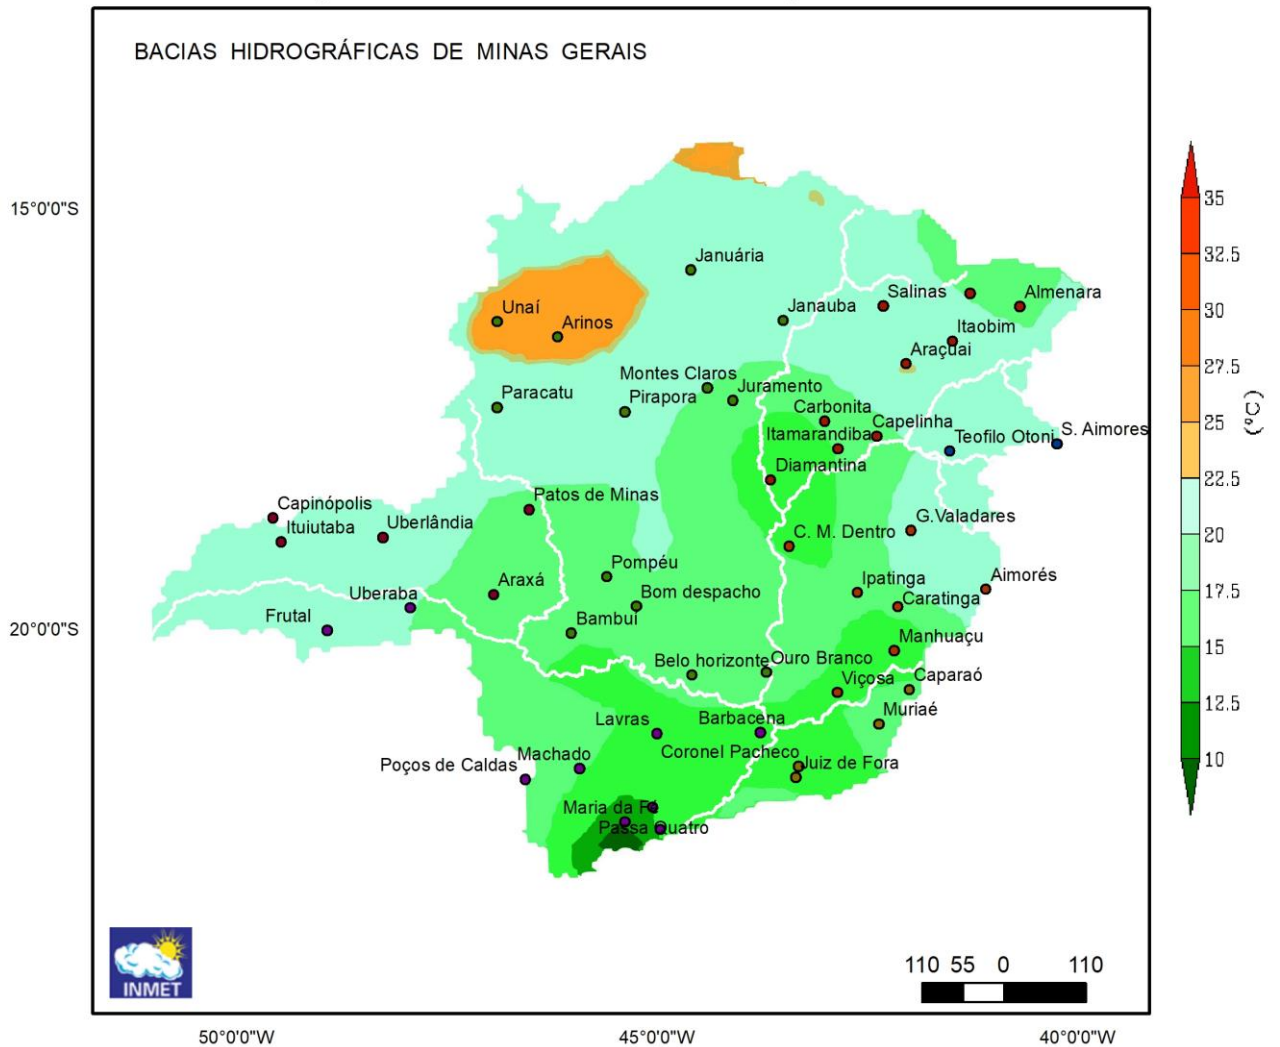 BACIAS HIDROGRÁFICAS DE MINAS GERAIS
15°0'0"S
20°0'0"S
Januária
Unaí
Arinos
Janauba
Salinas
Almenara
Itaobim
Araçuai
Montes Claros
Juramento
Paracatu
Pirapora
Carbonita
Capelinha
Itamarandiba
Teofilo Otoni
S. Aimores
Diamantina
Patos de Minas
Capinópolis
Ituiutaba
Uberlândia
C. M. Dentro
G.Valadares
Pompéu
Ipatinga
Aimorés
Uberaba
Araxá
Bom despacho
Caratinga
Frutal
Bambuí
Manhuaçu
Belo horizonte
Ouro Branco
Viçosa
Caparaó
Lavras
Barbacena
Muriaé
Poços de Caldas
Machado
Coronel Pacheco
Juiz de Fora
Maria da Fé
Passa Quatro
35
32.5
30
27.5
25
22.5
20
17.5
15
12.5
10
(°C)
INMET
110 55 0 110
50°0'0"W
45°0'0"W
40°0'0"W